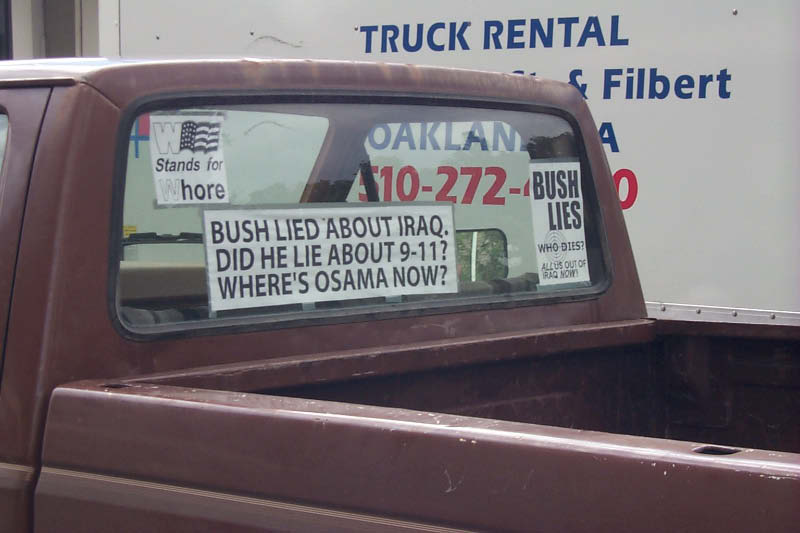 TRUCK RENTAL
& Filbert
OAKLAN
A
510-272-
0
W
Stands for
Whore
BUSH LIED ABOUT IRAQ.
DID HE LIE ABOUT 9-11?
WHERE'S OSAMA NOW?
BUSH
LIES
WHO DIES?
ALL US OUT OF
IRAQ NOW!